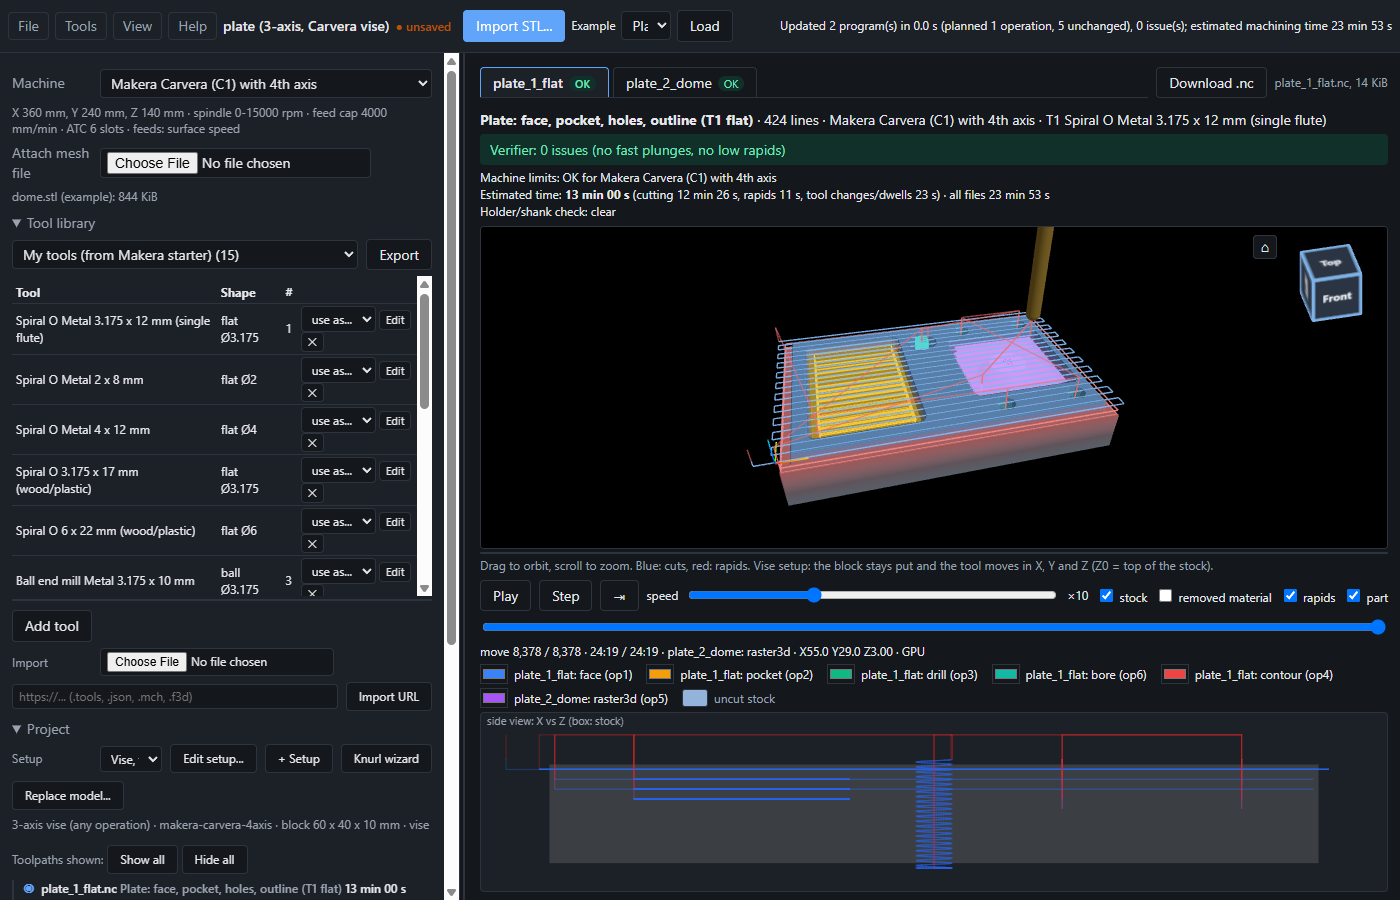 File Tools View Help plate (3-axis, Carvera vise) ● unsaved Import STL... Example Load Updated 2 program(s) in 0.0 s (planned 1 operation, 5 unchanged), 0 issue(s); estimated machining time 23 min 53 s
Machine Makera Carvera (C1) with 4th axis
X 360 mm, Y 240 mm, Z 140 mm · spindle 0-15000 rpm · feed cap 4000
mm/min · ATC 6 slots · feeds: surface speed
Attach mesh
file
Choose File No file chosen
dome.stl (example): 844 KiB
▼ Tool library
My tools (from Makera starter) (15) Export
Tool Shape #
Spiral O Metal 3.175 x 12 mm (single
flute)
flat
Ø3.175
1 use as... Edit
✕
Spiral O Metal 2 x 8 mm flat Ø2 use as... Edit
✕
Spiral O Metal 4 x 12 mm flat Ø4 use as... Edit
✕
Spiral O 3.175 x 17 mm
(wood/plastic)
flat
Ø3.175
use as... Edit
✕
Spiral O 6 x 22 mm (wood/plastic) flat Ø6 use as... Edit
✕
Ball end mill Metal 3.175 x 10 mm
ball
Ø3.175
3 use as... Edit
✕
Add tool
Import Choose File No file chosen
https://... (.tools, .json, .mch, .f3d) Import URL
▼ Project
Setup Vise, Edit setup... + Setup Knurl wizard
Replace model...
3-axis vise (any operation) · makera-carvera-4axis · block 60 x 40 x 10 mm · vise
Toolpaths shown: Show all Hide all
plate_1_flat.nc Plate: face, pocket, holes, outline (T1 flat) 13 min 00 s
plate_1_flat OK plate_2_dome OK Download .nc plate_1_flat.nc, 14 KiB
Plate: face, pocket, holes, outline (T1 flat) · 424 lines · Makera Carvera (C1) with 4th axis · T1 Spiral O Metal 3.175 x 12 mm (single flute)
Verifier: 0 issues (no fast plunges, no low rapids)
Machine limits: OK for Makera Carvera (C1) with 4th axis
Estimated time: 13 min 00 s (cutting 12 min 26 s, rapids 11 s, tool changes/dwells 23 s) · all files 23 min 53 s
Holder/shank check: clear
Top
Front
Drag to orbit, scroll to zoom. Blue: cuts, red: rapids. Vise setup: the block stays put and the tool moves in X, Y and Z (Z0 = top of the stock).
Play Step ⇥ speed ×10 stock removed material rapids part
move 8,378 / 8,378 · 24:19 / 24:19 · plate_2_dome: raster3d · X55.0 Y29.0 Z3.00 · GPU
plate_1_flat: face (op1) plate_1_flat: pocket (op2) plate_1_flat: drill (op3) plate_1_flat: bore (op6) plate_1_flat: contour (op4)
plate_2_dome: raster3d (op5) uncut stock
side view: X vs Z (box: stock)